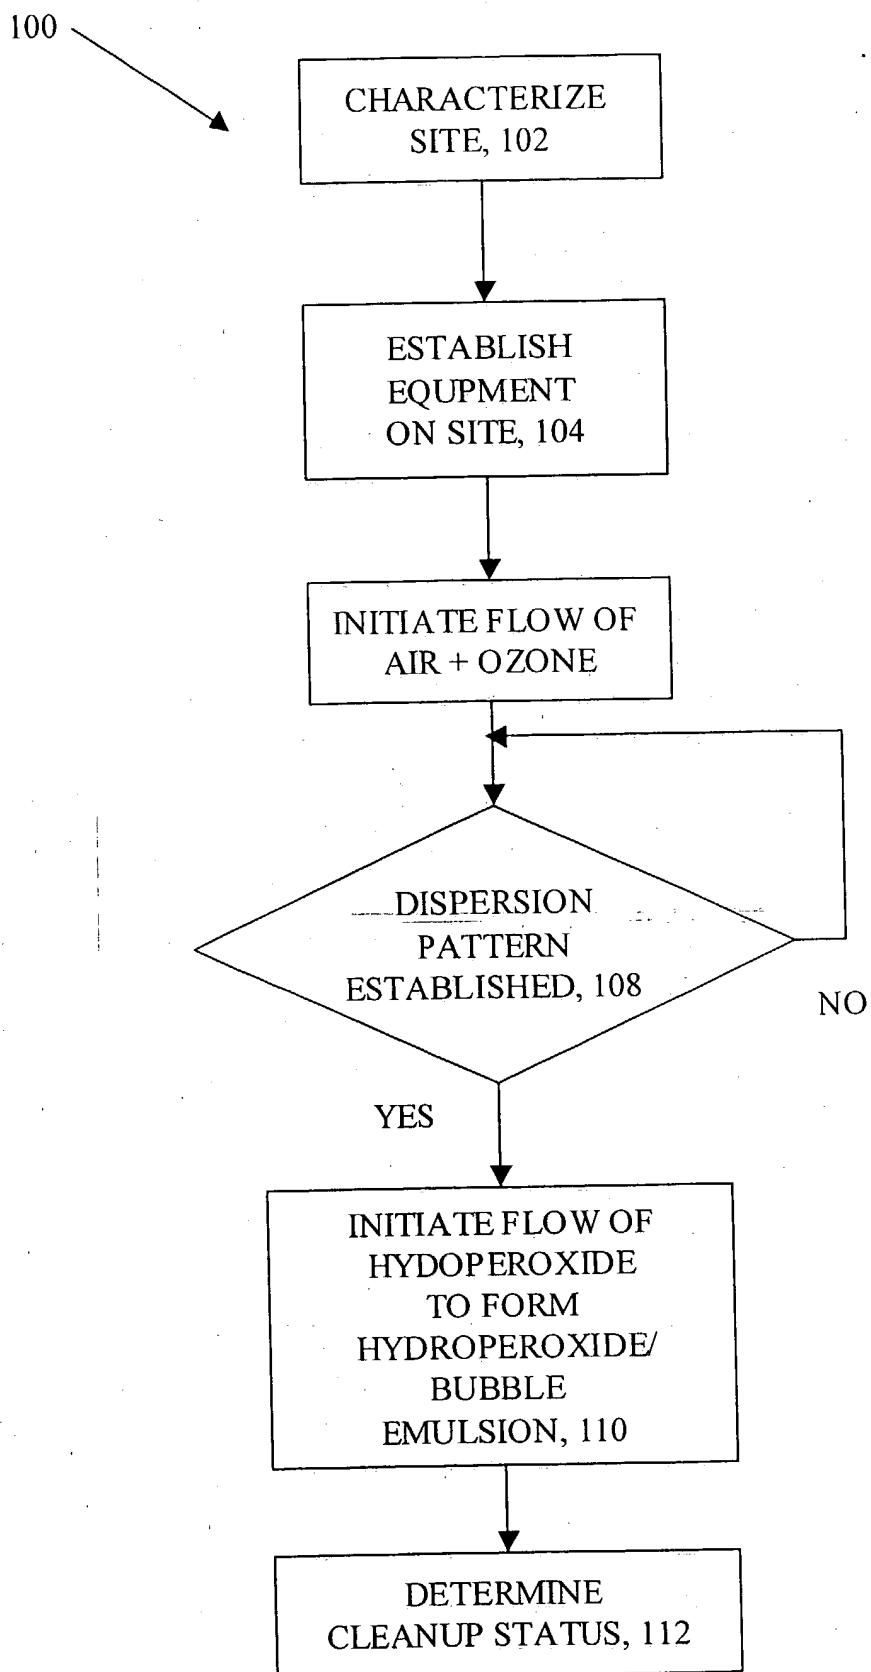 100
CHARACTERIZE
SITE, 102
ESTABLISH
EQUPMENT
ON SITE, 104
INITIATE FLOW OF
AIR + OZONE
DISPERSION
PATTERN
ESTABLISHED, 108
NO
YES
INITIATE FLOW OF
HYDOPEROXIDE
TO FORM
HYDROPEROXIDE/
BUBBLE
EMULSION, 110
DETERMINE
CLEANUP STATUS, 112